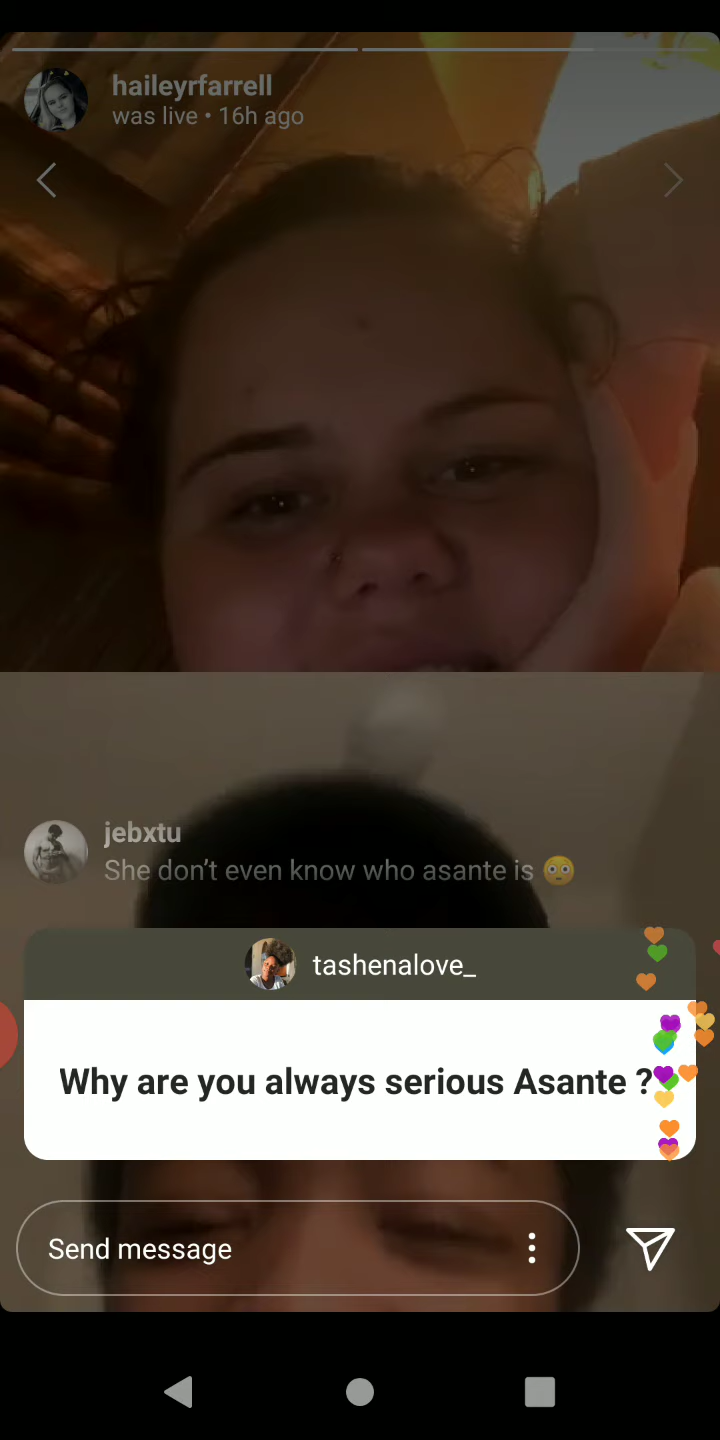 haileyrfarrell
was live • 16h ago
jebxtu
She don’t even know who asante is 😳
tashenalove_
Why are you always serious Asante ?
Send message